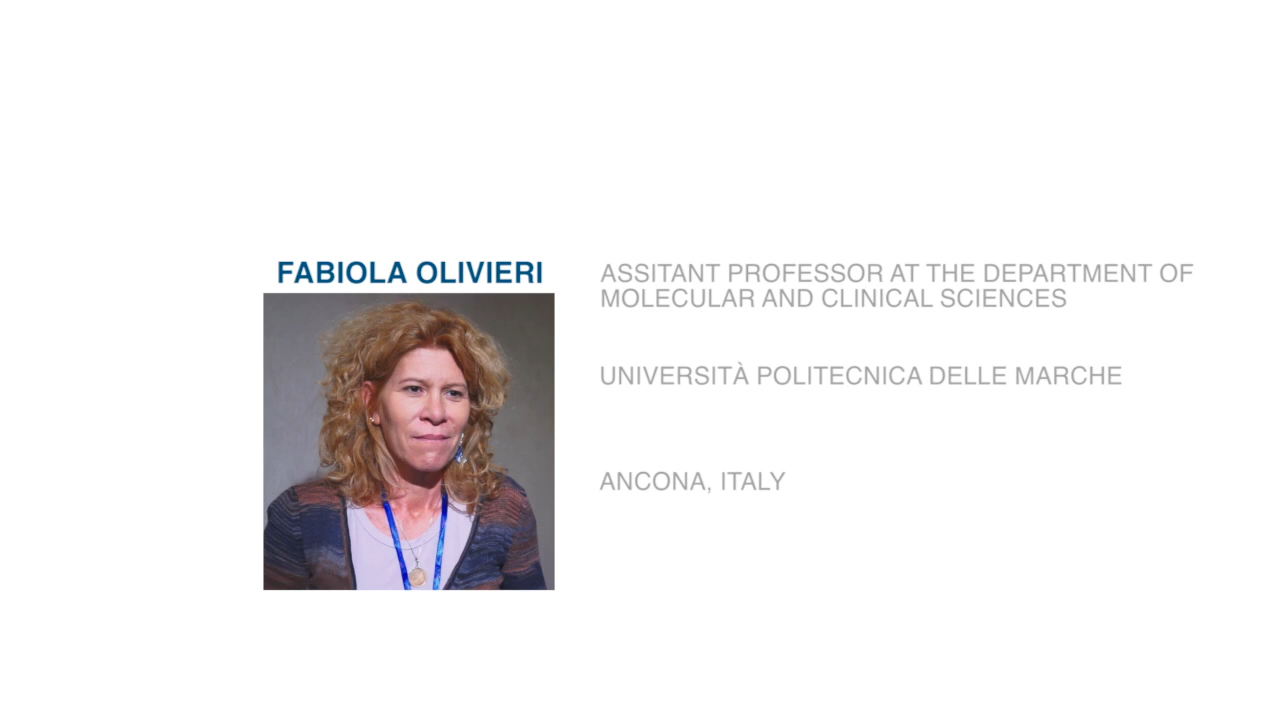 FABIOLA OLIVIERI
ASSITANT PROFESSOR AT THE DEPARTMENT OF
MOLECULAR AND CLINICAL SCIENCES
UNIVERSITÀ POLITECNICA DELLE MARCHE
ANCONA, ITALY